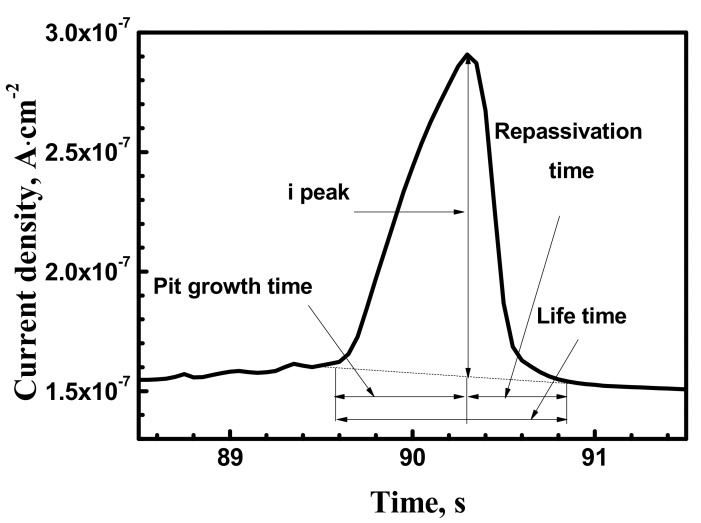 3.0x10⁻⁷
2.5x10⁻⁷
2.0x10⁻⁷
1.5x10⁻⁷
Current density, A·cm⁻²
Repassivation
time
i peak
Pit growth time
Life time
89
90
91
Time, s